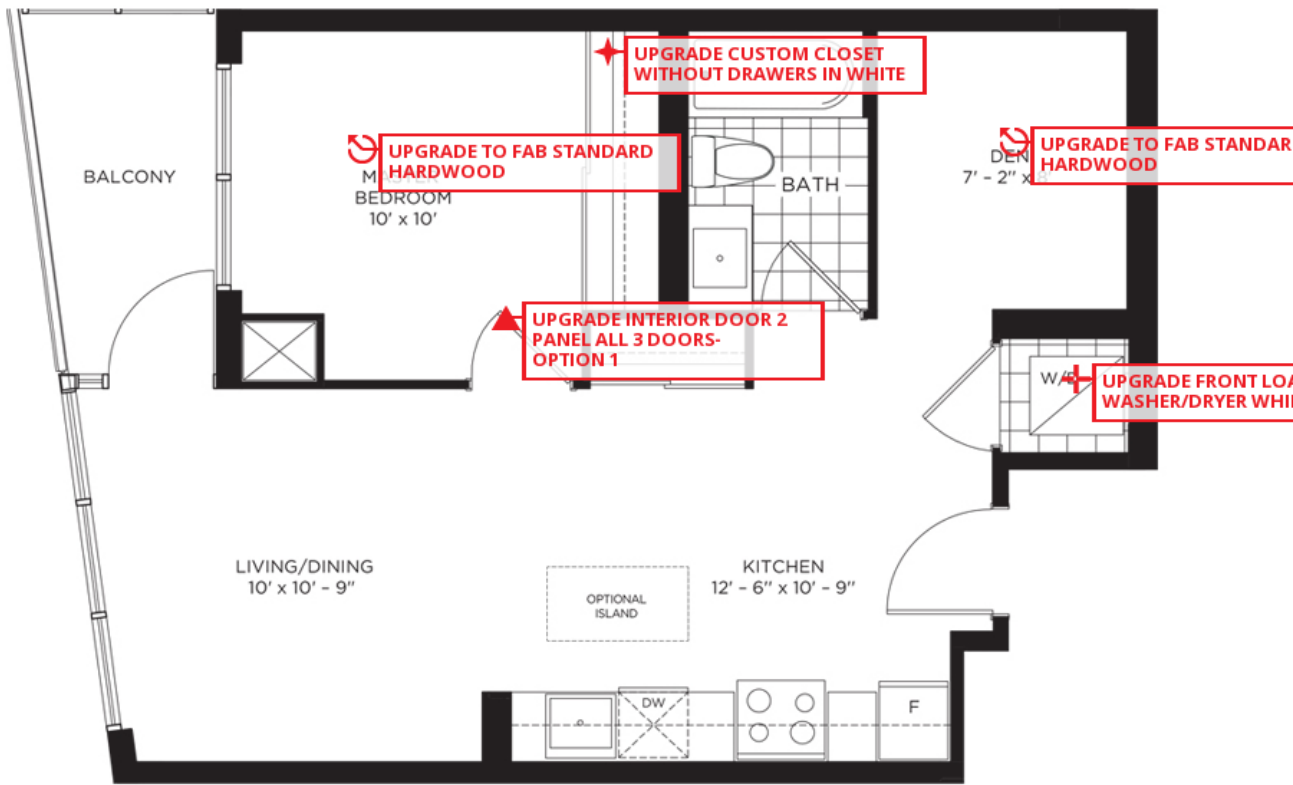 UPGRADE CUSTOM CLOSET
WITHOUT DRAWERS IN WHITE
UPGRADE TO FAB STANDARD
HARDWOOD
BEDROOM
10' x 10'
BALCONY
BATH
UPGRADE TO FAB STANDAR
HARDWOOD
DEN
7' - 2" x 8'
UPGRADE INTERIOR DOOR 2
PANEL ALL 3 DOORS-
OPTION 1
W/D
UPGRADE FRONT LOA
WASHER/DRYER WHI
LIVING/DINING
10' x 10' - 9"
OPTIONAL
ISLAND
KITCHEN
12' - 6" x 10' - 9"
DW
F